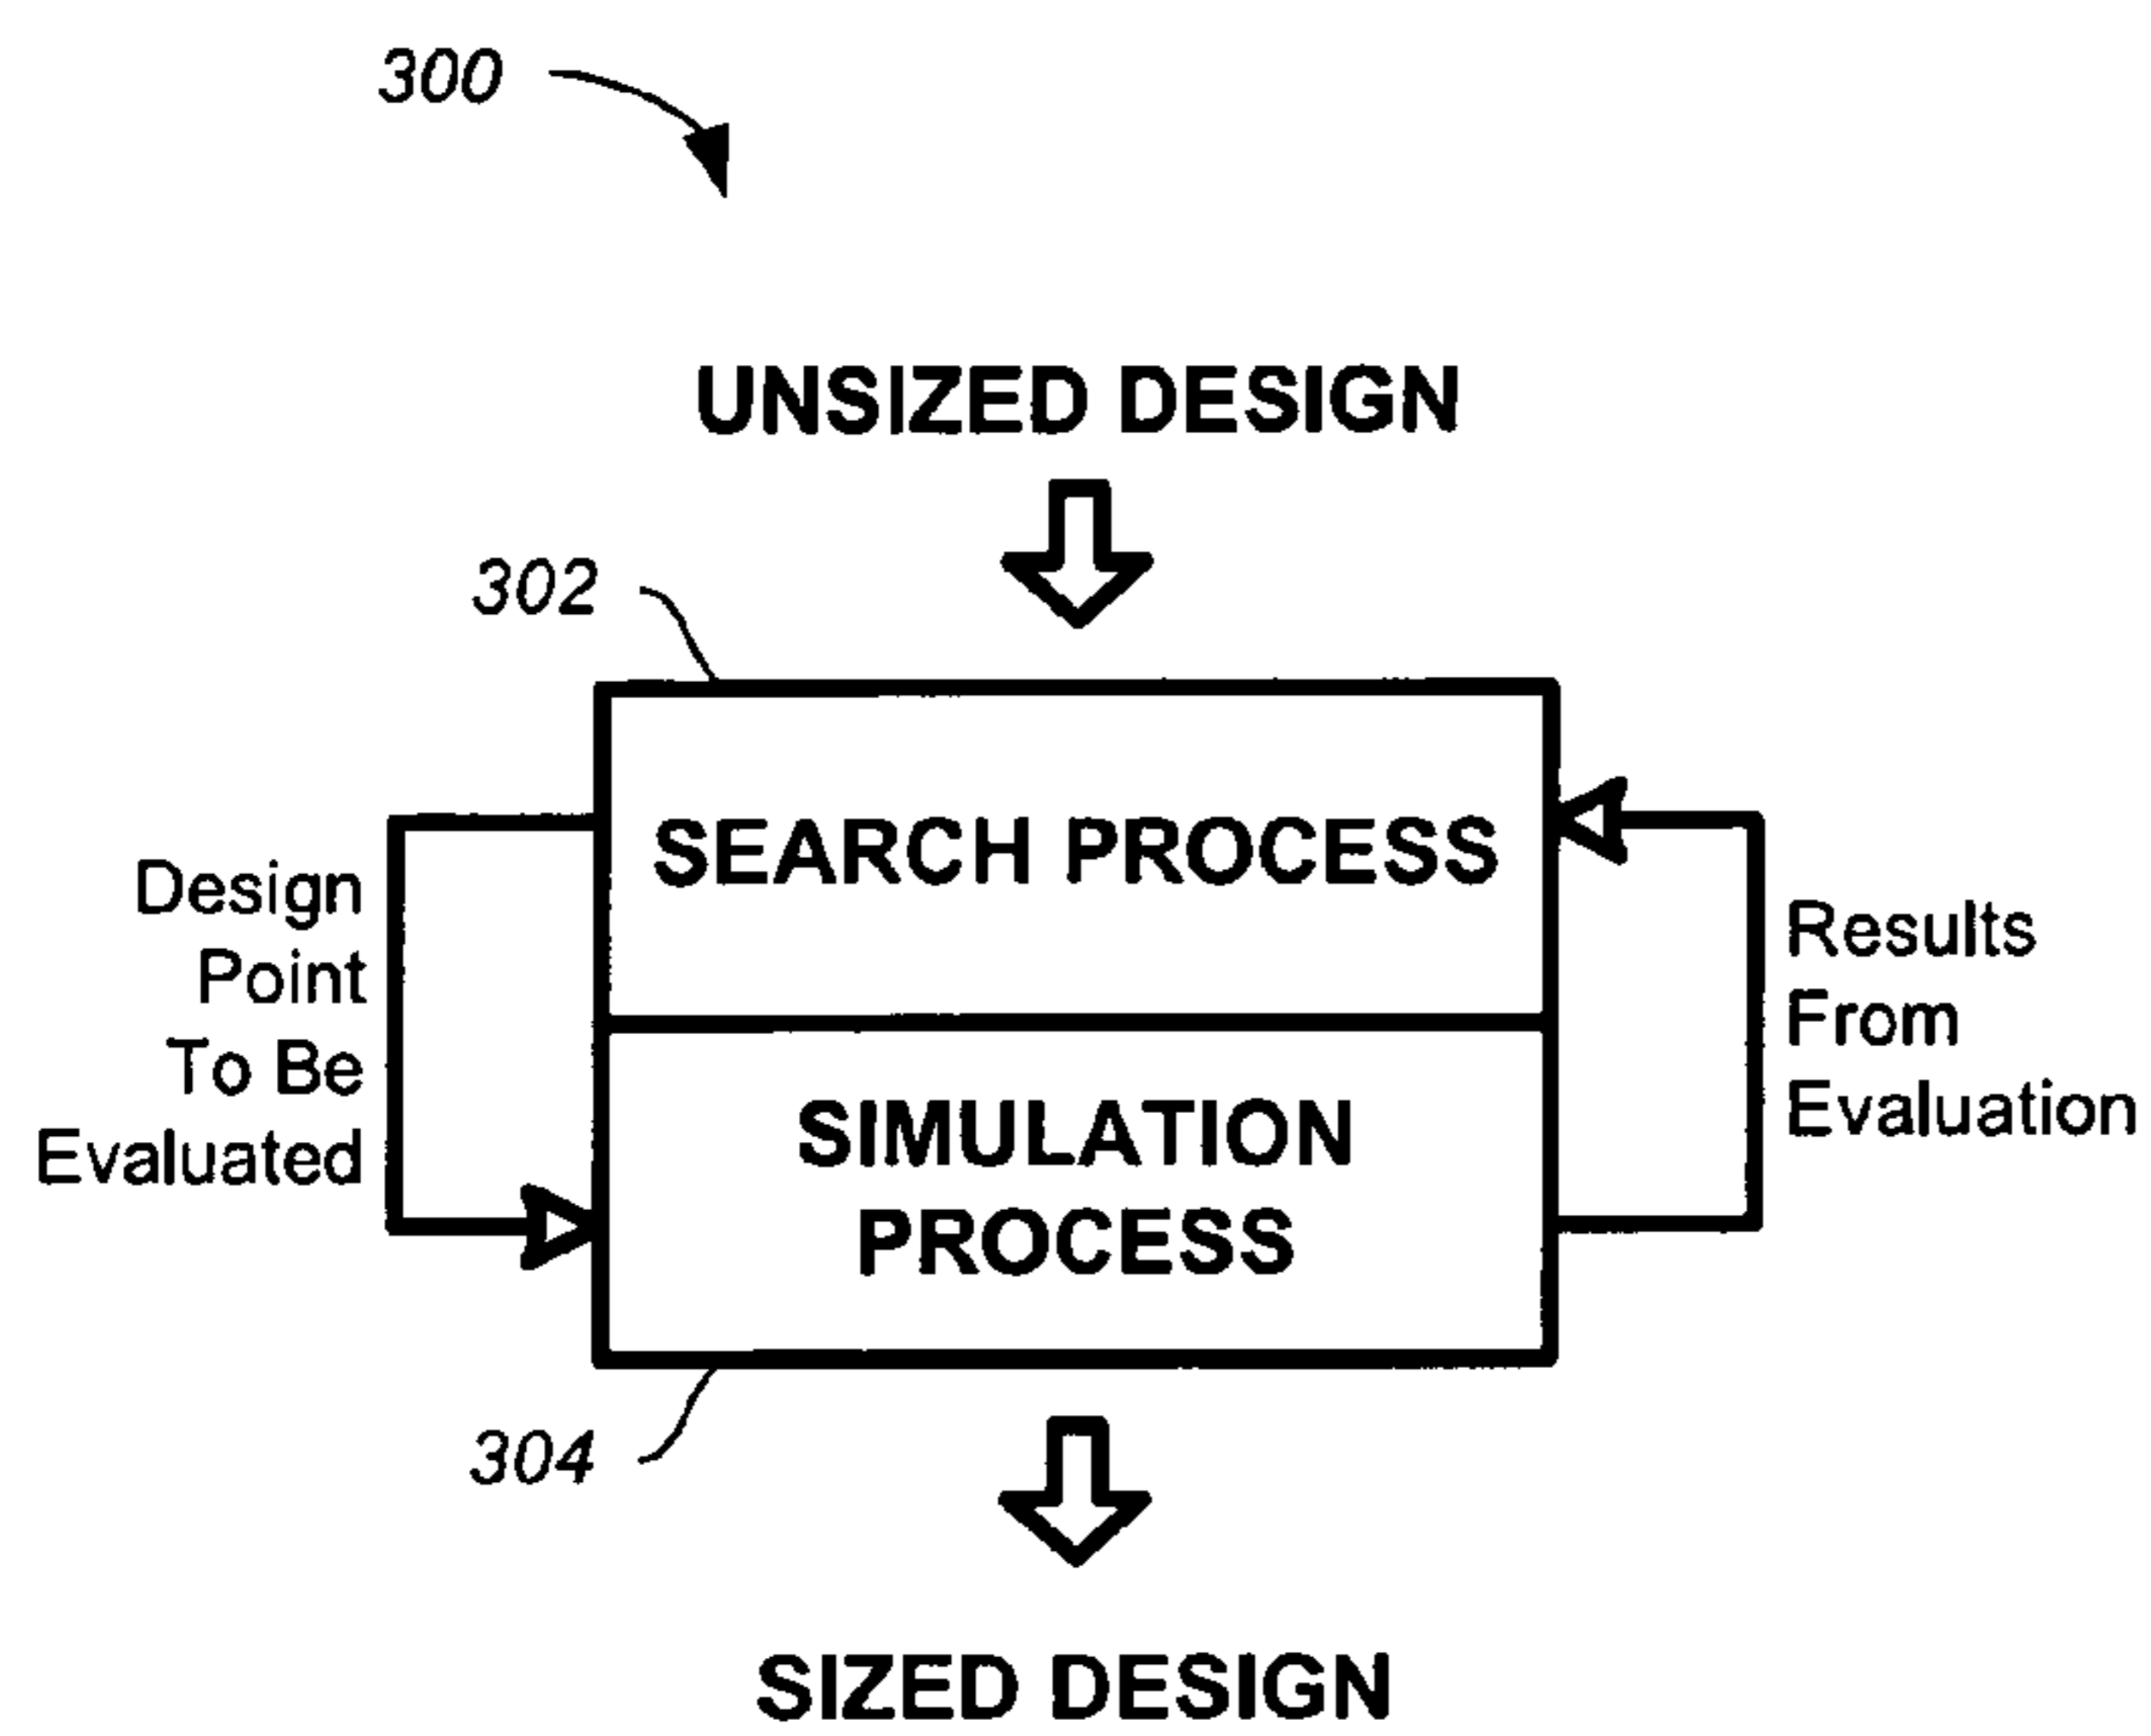 300
UNSIZED DESIGN
302
SEARCH PROCESS
Design
Point
To Be
Evaluated
Results
From
Evaluation
SIMULATION
PROCESS
304
SIZED DESIGN